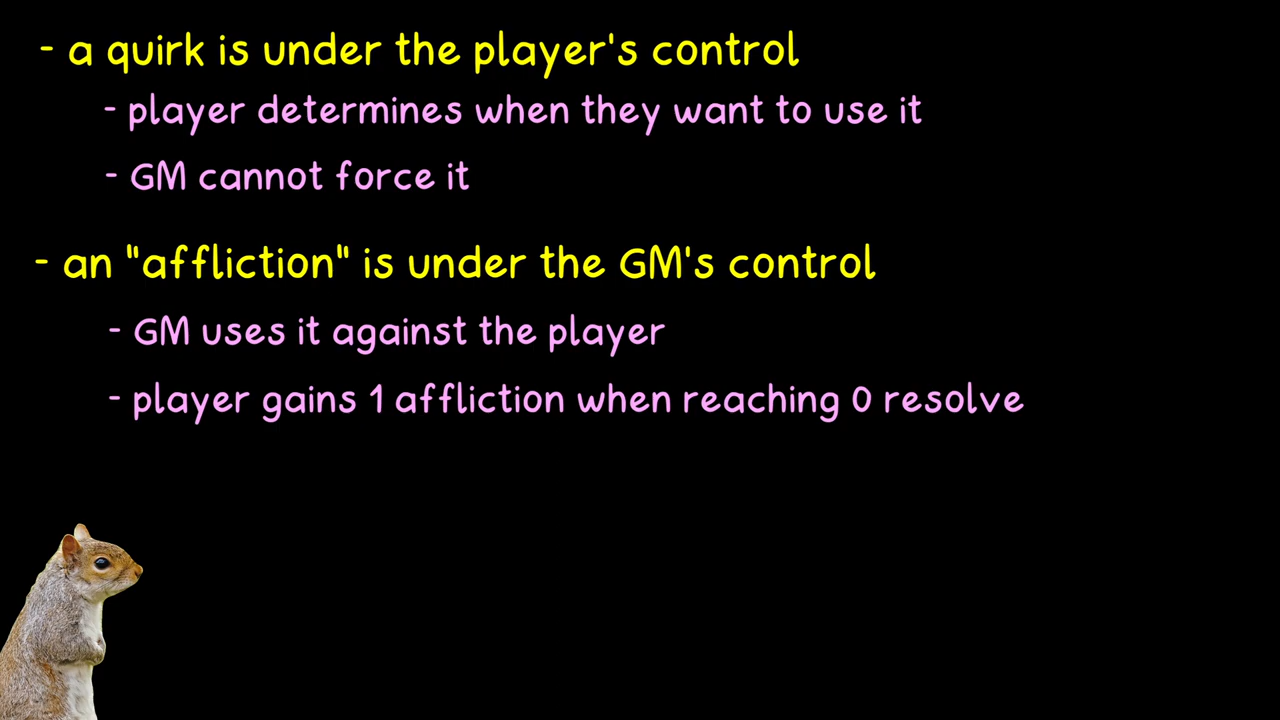 - a quirk is under the player's control
- player determines when they want to use it
- GM cannot force it
- an "affliction" is under the GM's control
- GM uses it against the player
- player gains 1 affliction when reaching 0 resolve